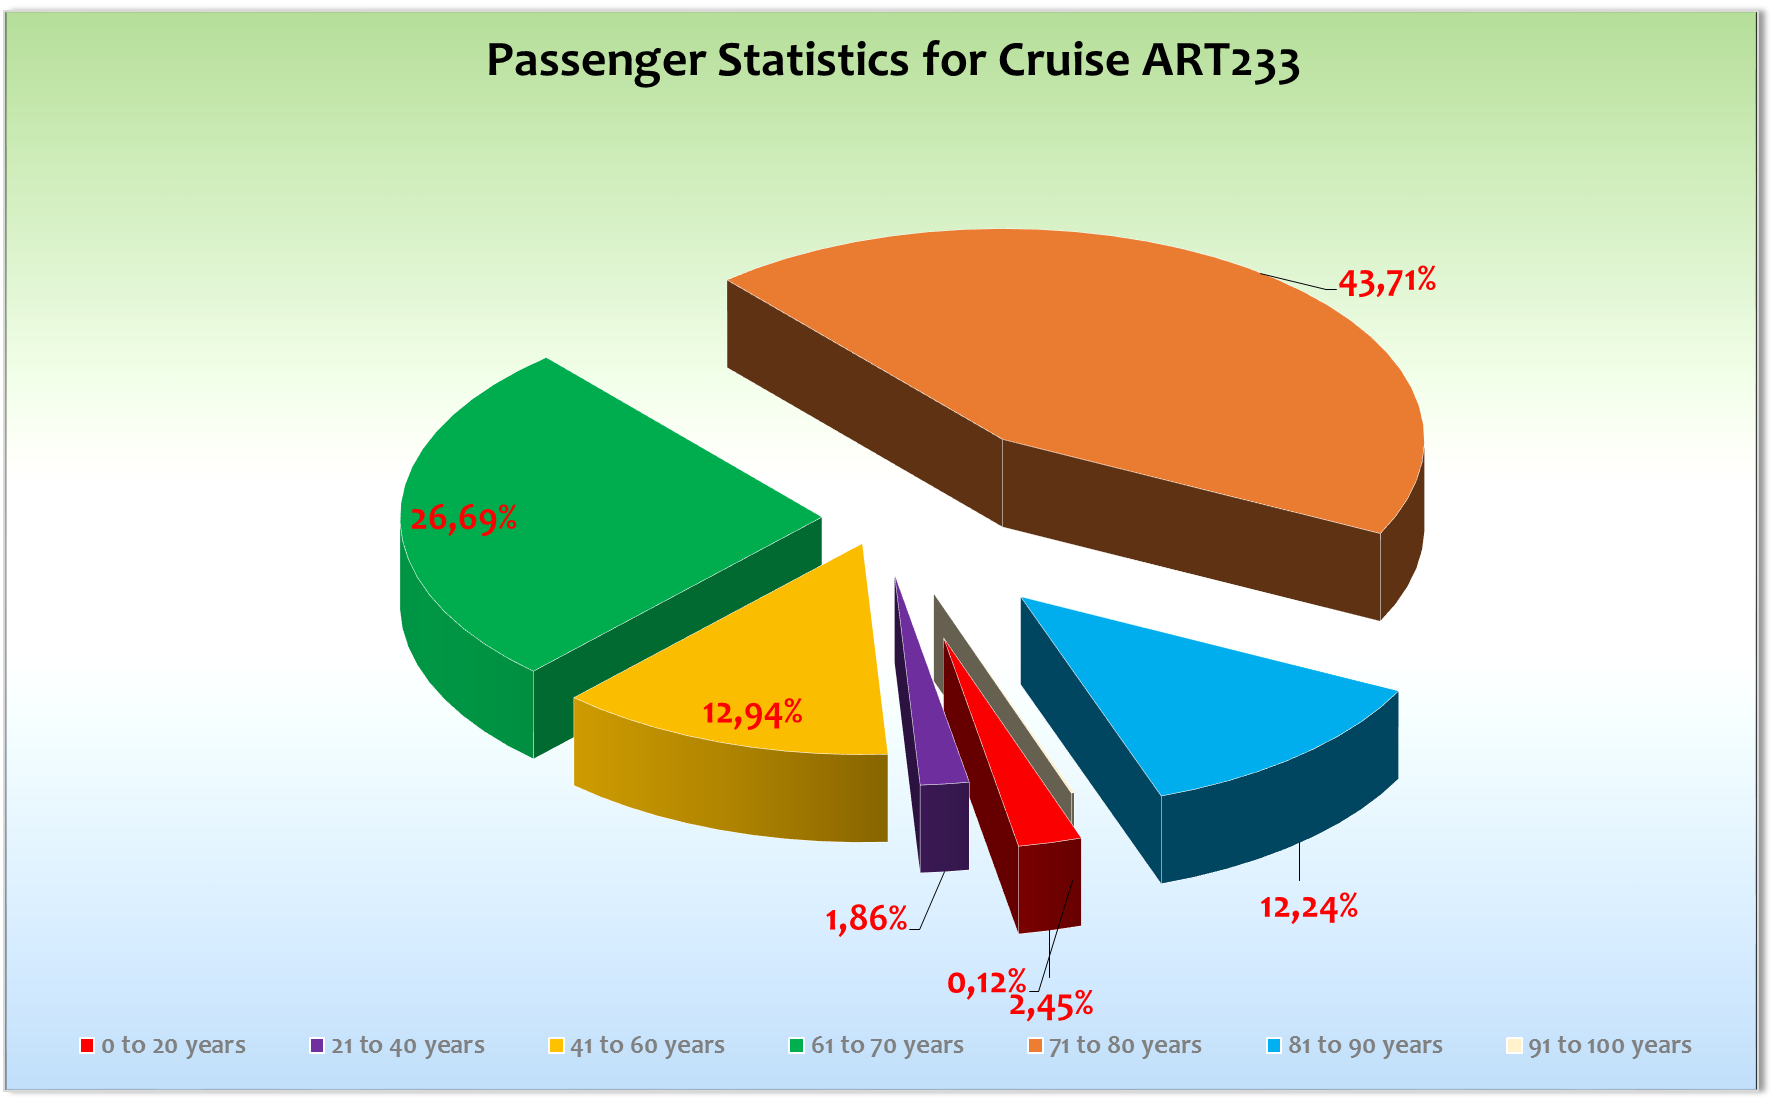 Passenger Statistics for Cruise ART233
43,71%
26,69%
12,94%
12,24%
1,86%
0,12%
2,45%
0 to 20 years
21 to 40 years
41 to 60 years
61 to 70 years
71 to 80 years
81 to 90 years
91 to 100 years